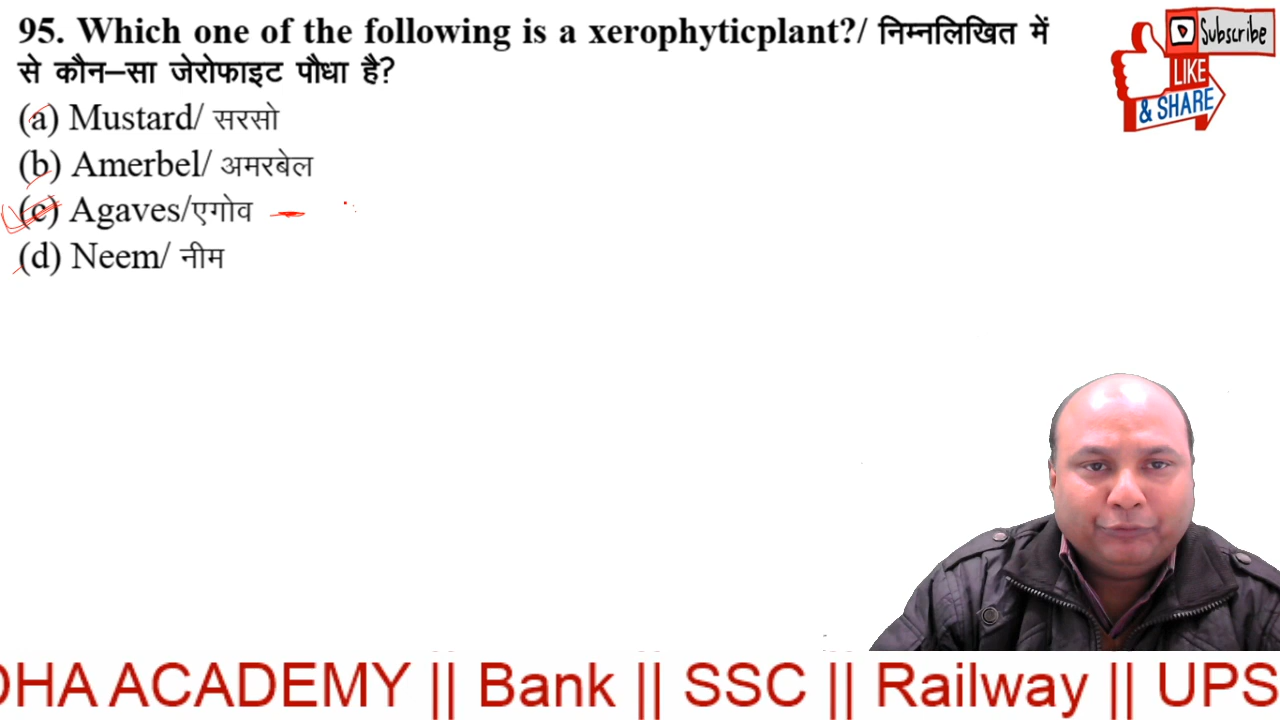 95. Which one of the following is a xerophyticplant?/ निम्नलिखित में
से कौन–सा जेरोफाइट पौधा है?
(a) Mustard/ सरसो
(b) Amerbel/ अमरबेल
(c) Agaves/एगोव
(d) Neem/ नीम
Subscribe
LIKE
& SHARE
DHA ACADEMY || Bank || SSC || Railway || UPS